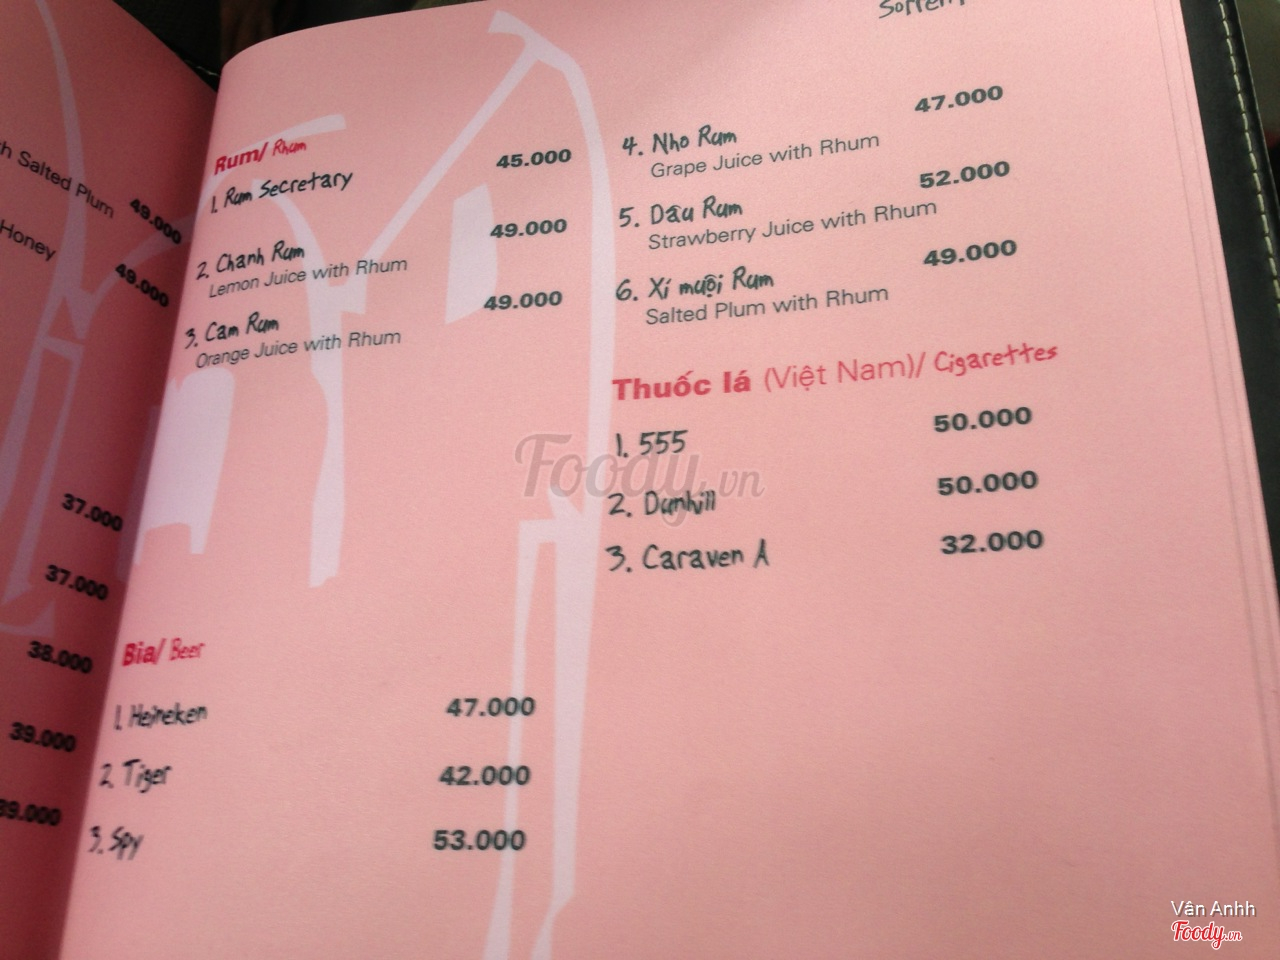 Salted Plum
49.000
Honey
49.000
37.000
37.000
38.000
39.000
39.000
Rum/ Rhum
1. Rum Secretary 45.000
2. Chanh Rum 49.000
Lemon Juice with Rhum
3. Cam Rum 49.000
Orange Juice with Rhum
Bia/ Beer
1. Heineken 47.000
2. Tiger 42.000
3. Spy 53.000
4. Nho Rum 47.000
Grape Juice with Rhum
5. Dâu Rum 52.000
Strawberry Juice with Rhum
6. Xí muội Rum 49.000
Salted Plum with Rhum
Thuốc lá (Việt Nam)/ Cigarettes
1. 555 50.000
2. Dunhill 50.000
3. Caraven A 32.000
Foody.vn
Vân Anhh
Foody.vn